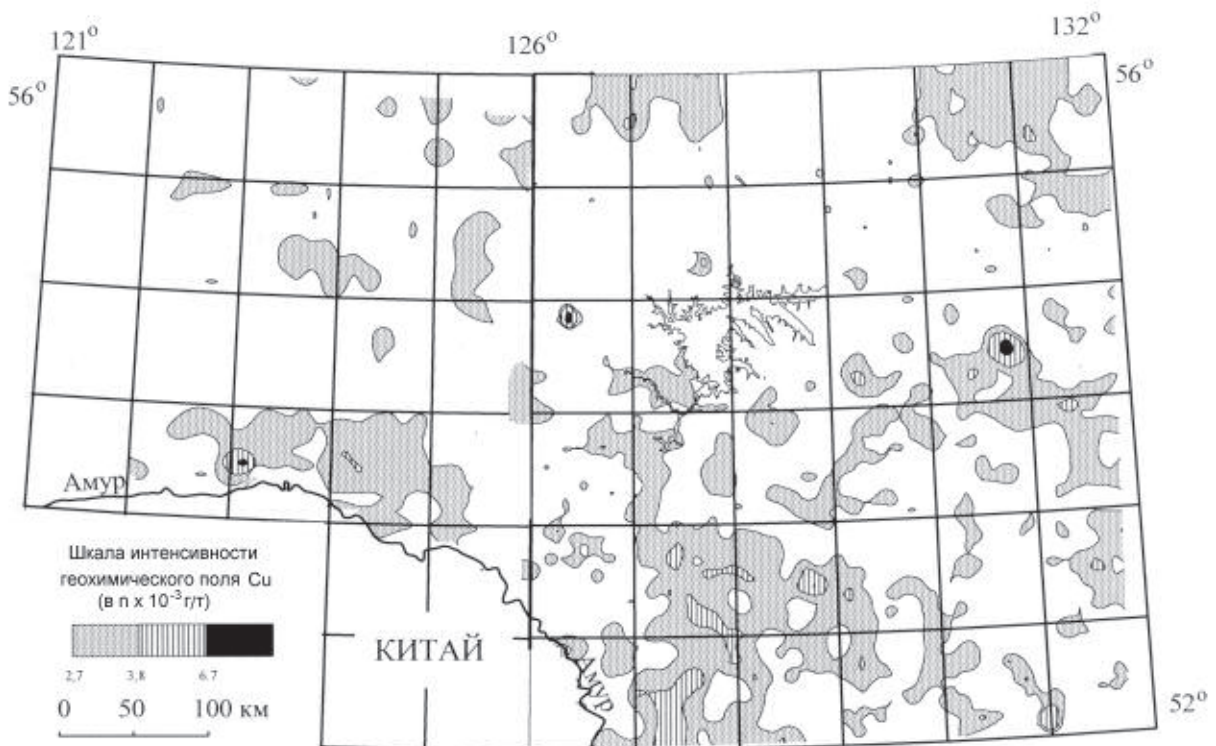 121° 126° 132°
56° 56°
Амур
Шкала интенсивности
геохимического поля Cu
(в n x 10⁻³ г/т)
2,7 3,8 6.7
0 50 100 км
КИТАЙ
Амур
52°